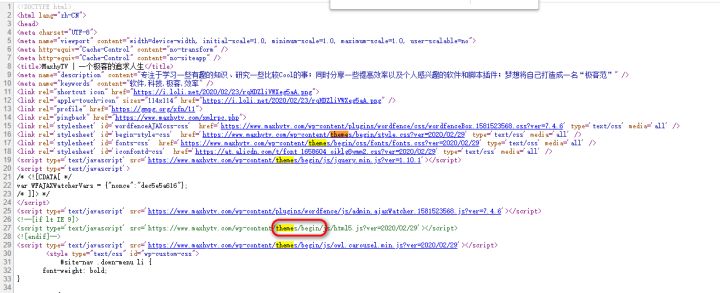 1 <!DOCTYPE html>
2 <html lang="zh-CN">
3 <head>
4 <meta charset="UTF-8">
5 <meta name="viewport" content="width=device-width, initial-scale=1.0, minimum-scale=1.0, maximum-scale=1.0, user-scalable=no">
6 <meta http-equiv="Cache-Control" content="no-transform" />
7 <meta http-equiv="Cache-Control" content="no-siteapp" />
8 <title>MaxhyTV | 一个极客的追求人生</title>
9 <meta name="description" content="专注于学习一些有趣的知识、研究一些比较Cool的事；同时分享一些提高效率以及个人感兴趣的软件和脚本插件；梦想将自己打造成一名“极客范”" />
10 <meta name="keywords" content="软件,科技,极客,效率" />
11 <link rel="shortcut icon" href="https://i.loli.net/2020/02/23/
12 <link rel="apple-touch-icon" sizes="114x114" href="https://i.loli.net/2020/02/23/
13 <link rel="profile" href="http://gmpg.org/xfn/11">
14 <link rel="pingback" href="https://www.maxhytv.com/xmlrpc.php">
15 <link rel='stylesheet' id='wordfenceAJAXcss-css' href='https://www.maxhytv.com/wp-content/plugins/wordfence/css/wordfenceBox.1581523568.css?ver=7.4.6' type='text/css' media='all' />
16 <link rel='stylesheet' id='begin-style-css' href='https://www.maxhytv.com/wp-content/themes/begin/style.css?ver=2020/02/29' type='text/css' media='all' />
17 <link rel='stylesheet' id='fonts-css' href='https://www.maxhytv.com/wp-content/themes/begin/css/fonts/fonts.css?ver=2020/02/29' type='text/css' media='all' />
18 <link rel='stylesheet' id='iconfontd-css' href='https://at.alicdn.com/t/ ver=2020/02/29' type='text/css' media='all' />
19 <script type='text/javascript' src='https://www.maxhytv.com/wp-content/themes/begin/js/jquery.min.js?ver=1.10.1'></script>
20 <script type='text/javascript'>
21 /* <![CDATA[ */
22 var WFAJAXWatcherVars = {"nonce":"dec5a5a616"};
23 /* ]]> */
24 </script>
25 <script type='text/javascript' src='https://www.maxhytv.com/wp-content/plugins/wordfence/js/admin.ajaxWatcher.1581523568.js?ver=7.4.6'></script>
26 <!--[if lt IE 9]>
27 <script type='text/javascript' src='https://www.maxhytv.com/wp-content/themes/begin/js/html5.js?ver=2020/02/29'></script>
28 <![endif]-->
29 <script type='text/javascript' src='https://www.maxhytv.com/wp-content/themes/begin/js/owl.carousel.min.js?ver=2020/02/29'></script>
30 <style type="text/css" id="wp-custom-css">
31 #site-nav .down-menu li {
32 font-weight: bold;
33 }
34